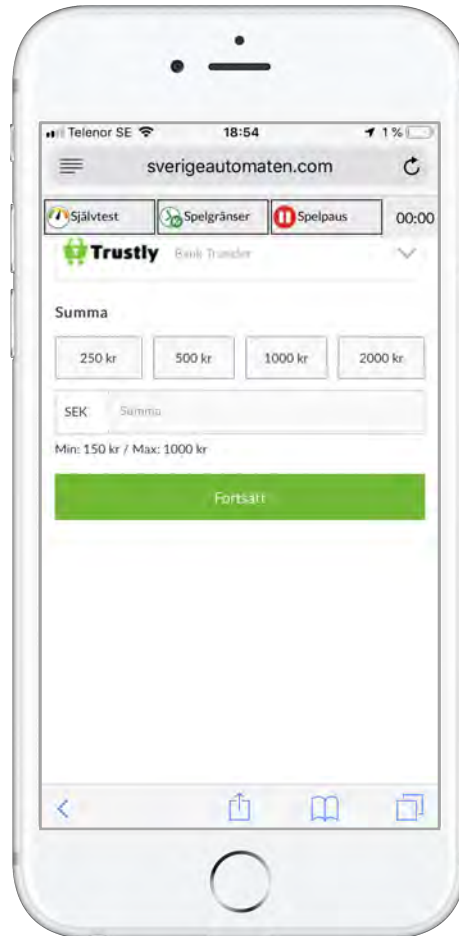 Telenor SE 18:54 1 %
sverigeautomaten.com
Självtest Spelgränser Spelpaus 00:00
Trustly Bank Transfer
Summa
250 kr 500 kr 1000 kr 2000 kr
SEK Summa
Min: 150 kr / Max: 1000 kr
Fortsätt